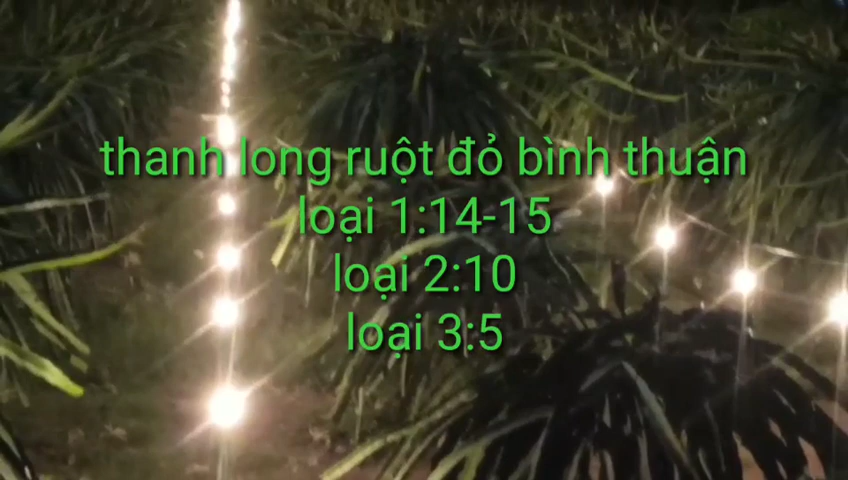 thanh long ruột đỏ bình thuận
loại 1:14-15
loại 2:10
loại 3:5